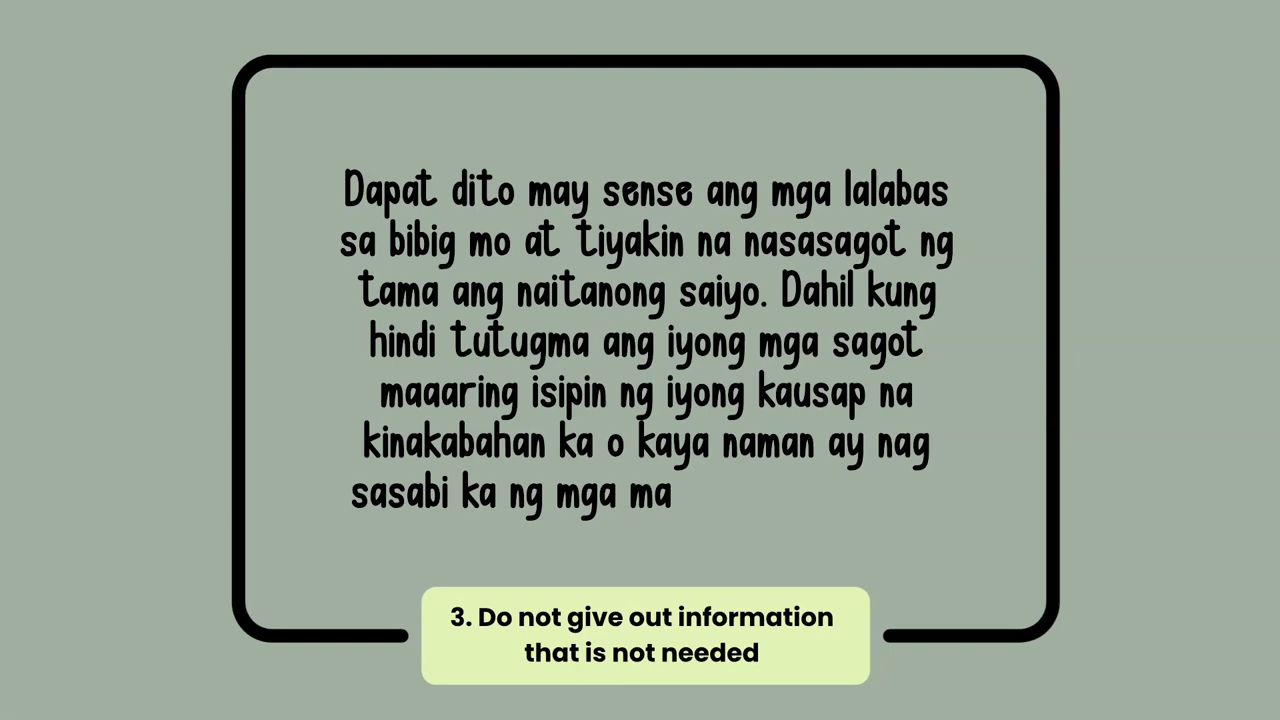 Dapat dito may sense ang mga lalabas
sa bibig mo at tiyakin na nasasagot ng
tama ang naitanong saiyo. Dahil kung
hindi tutugma ang iyong mga sagot
maaaring isipin ng iyong kausap na
kinakabahan ka o kaya naman ay nag
sasabi ka ng mga ma
3. Do not give out information
that is not needed